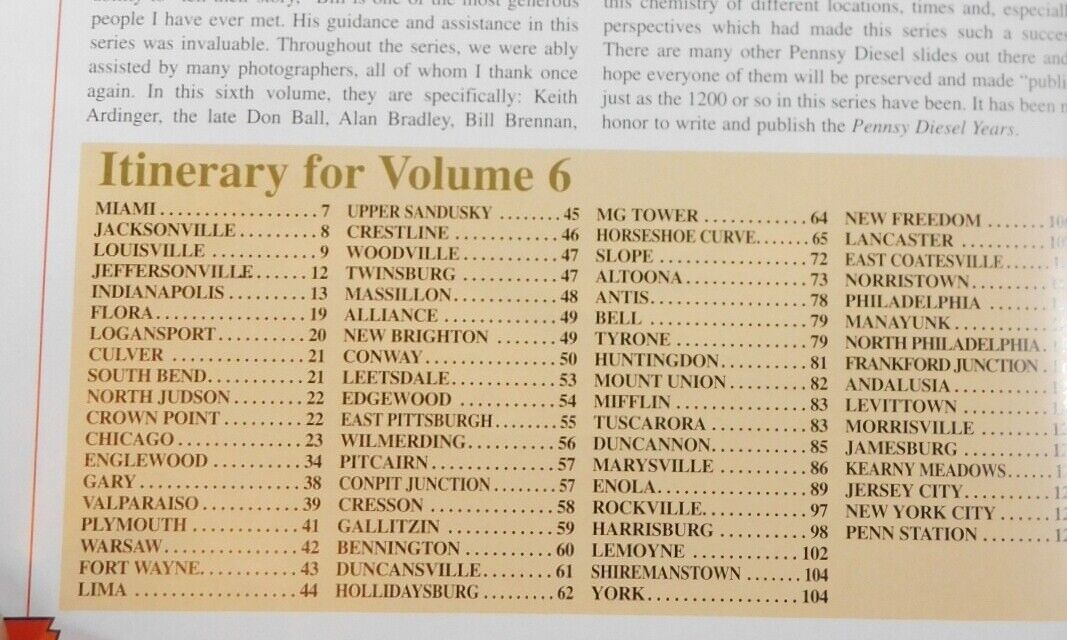 people I have ever met. His guidance and assistance in this
series was invaluable. Throughout the series, we were ably
assisted by many photographers, all of whom I thank once
again. In this sixth volume, they are specifically: Keith
Ardinger, the late Don Ball, Alan Bradley, Bill Brennan,
this chemistry of different locations, times and, especiall
perspectives which had made this series such a succe
There are many other Pennsy Diesel slides out there and
hope everyone of them will be preserved and made "publi
just as the 1200 or so in this series have been. It has been
honor to write and publish the Pennsy Diesel Years.
Itinerary for Volume 6
MIAMI.................7
JACKSONVILLE.........8
LOUISVILLE ...........9
JEFFERSONVILLE......12
INDIANAPOLIS.........13
FLORA.................19
LOGANSPORT..........20
CULVER ..............21
SOUTH BEND..........21
NORTH JUDSON........22
CROWN POINT ........22
CHICAGO..............23
ENGLEWOOD ..........34
GARY .................38
VALPARAISO...........39
PLYMOUTH ...........41
WARSAW..............42
FORT WAYNE..........43
LIMA .................44
UPPER SANDUSKY ........45
CRESTLINE ...........46
WOODVILLE...........47
TWINSBURG ..........47
MASSILLON...........48
ALLIANCE ............49
NEW BRIGHTON .......49
CONWAY..............50
LEETSDALE...........53
EDGEWOOD ..........54
EAST PITTSBURGH......55
WILMERDING.........56
PITCAIRN............57
CONPIT JUNCTION.......57
CRESSON ............58
GALLITZIN ...........59
BENNINGTON .........60
DUNCANSVILLE.......61
HOLLIDAYSBURG .......62
MG TOWER ...........64
HORSESHOE CURVE......65
SLOPE ...............72
ALTOONA.............73
ANTIS................78
BELL ................79
TYRONE .............79
HUNTINGDON.........81
MOUNT UNION........82
MIFFLIN .............83
TUSCARORA ..........83
DUNCANNON.........85
MARYSVILLE .........86
ENOLA...............89
ROCKVILLE..........97
HARRISBURG .........98
LEMOYNE ...........102
SHIREMANSTOWN .......104
YORK................104
NEW FREEDOM .......
LANCASTER ..........
EAST COATESVILLE......
NORRISTOWN.........
PHILADELPHIA .......
MANAYUNK..........
NORTH PHILADELPHIA.
FRANKFORD JUNCTION .
ANDALUSIA..........
LEVITTOWN .........
MORRISVILLE ........
JAMESBURG .........
KEARNY MEADOWS.....
JERSEY CITY.........
NEW YORK CITY ......
PENN STATION .......